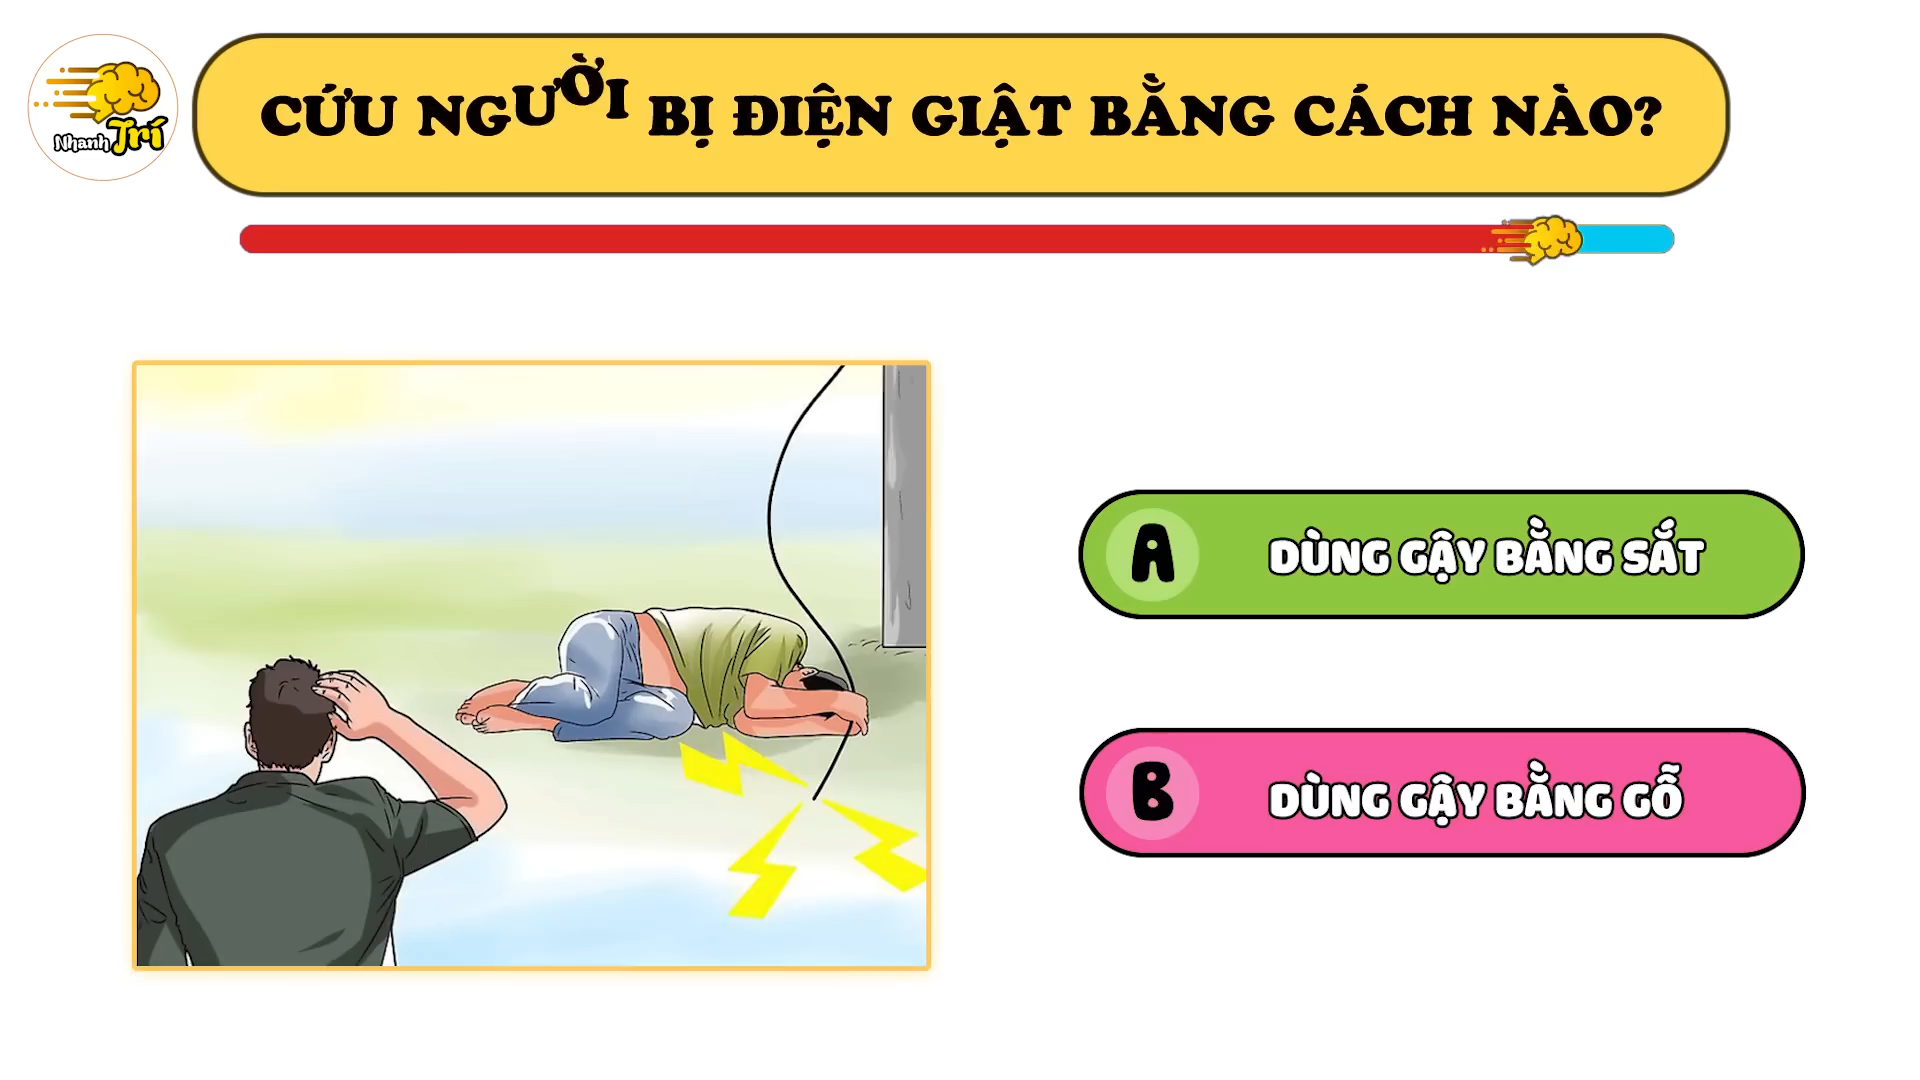 Nhanh Trí
CỨU NGƯỜI BỊ ĐIỆN GIẬT BẰNG CÁCH NÀO?
A DÙNG GẬY BẰNG SẮT
B DÙNG GẬY BẰNG GỖ